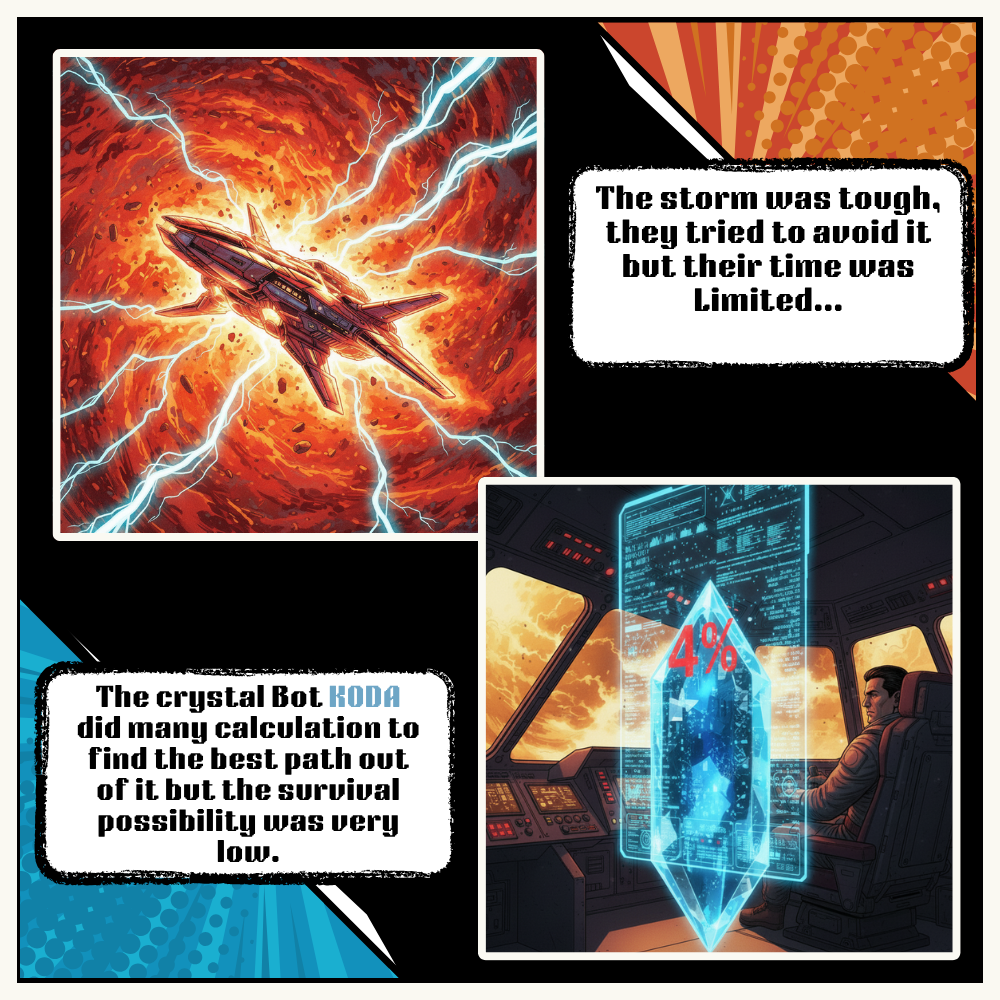 The storm was tough,
they tried to avoid it
but their time was
Limited...
4%
The crystal Bot KODA
did many calculation to
find the best path out
of it but the survival
possibility was very
low.